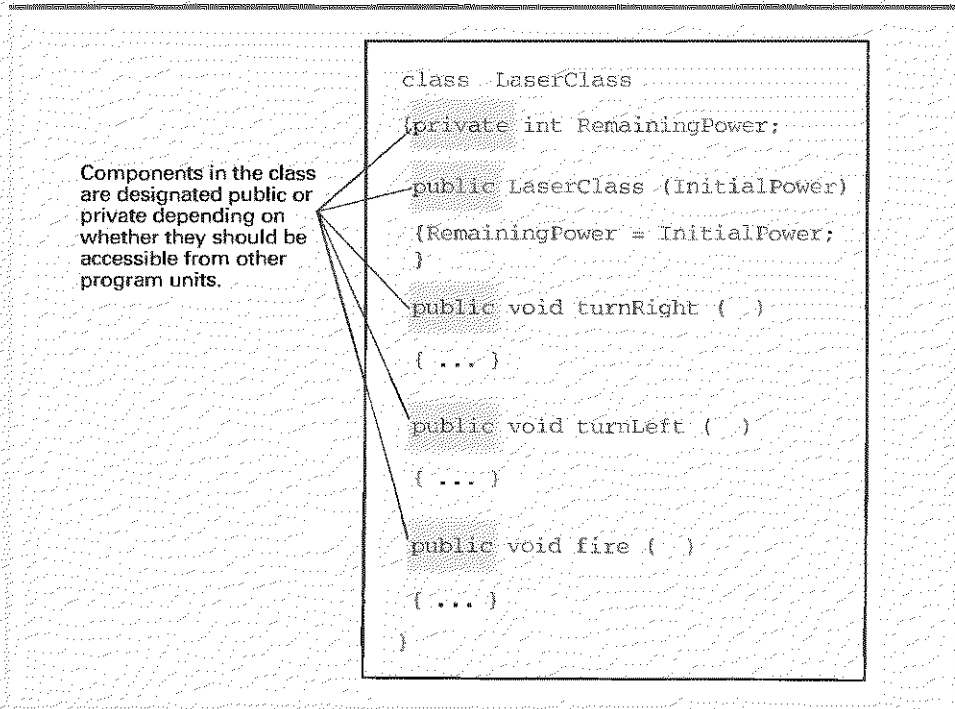 class LaserClass
{private int RemainingPower;
Components in the class
are designated public or
private depending on
whether they should be
accessible from other
program units.
public LaserClass (InitialPower)
{RemainingPower = InitialPower;
}
public void turnRight ( )
{ ... }
public void turnLeft ( )
{ ... }
public void fire ( )
{ ... }
}